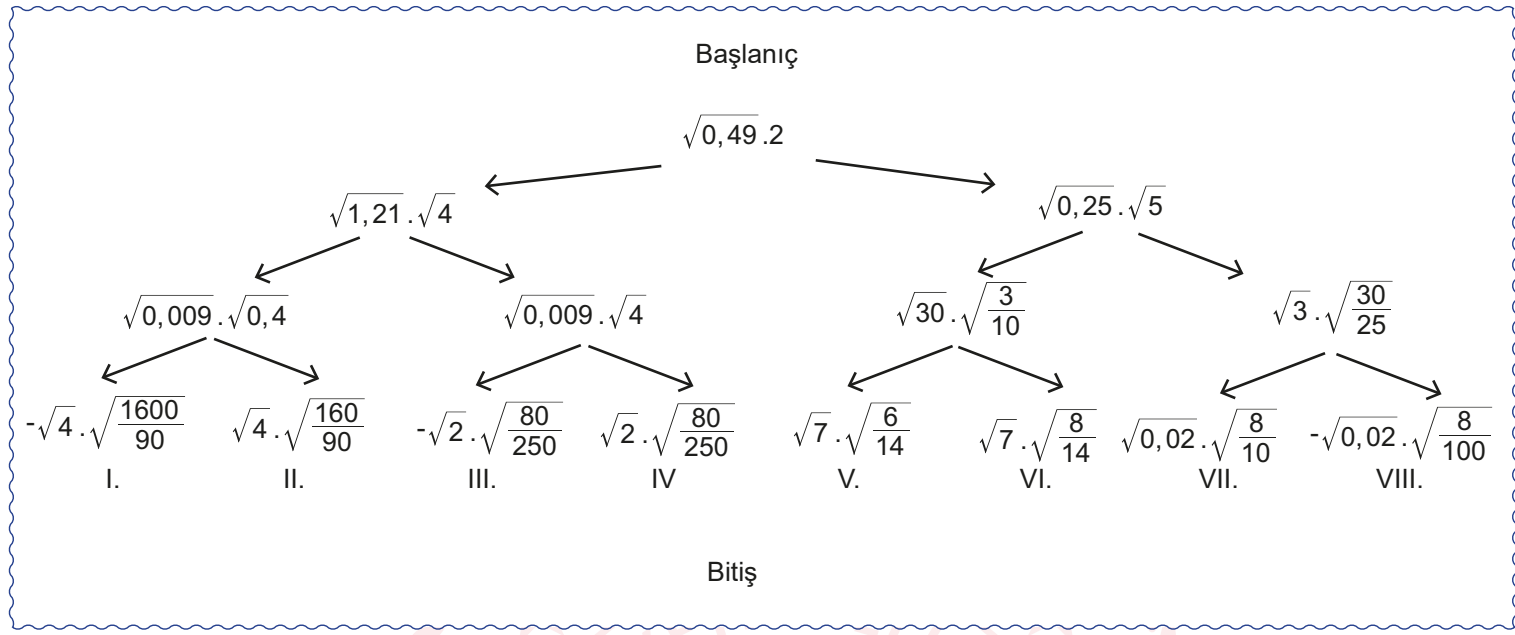 Başlanıç
√0,49 .2
√1,21 . √4 √0,25 . √5
√0,009 . √0,4 √0,009 . √4 √30 . √3/10 √3 . √30/25
-√4 . √1600/90 √4 . √160/90 -√2 . √80/250 √2 . √80/250 √7 . √6/14 √7 . √8/14 √0,02 . √8/10 -√0,02 . √8/100
I. II. III. IV V. VI. VII. VIII.
Bitiş